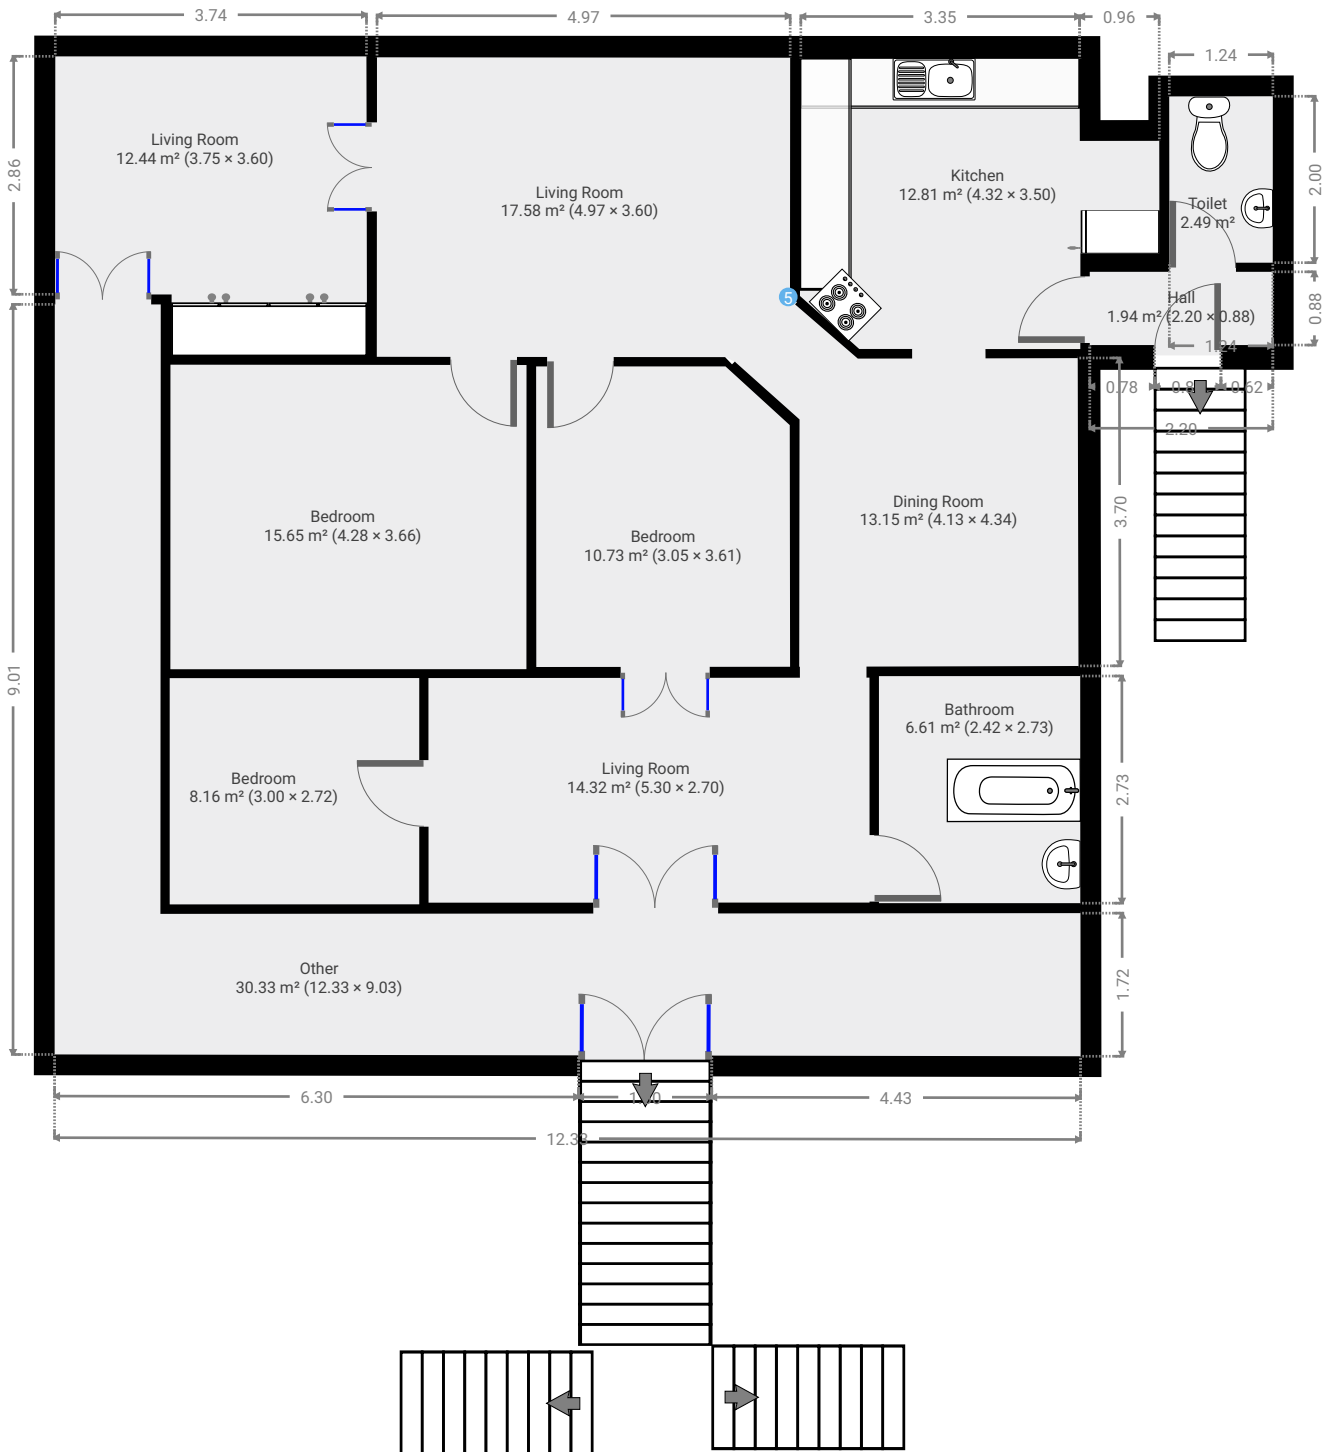 3.74
4.97
3.35
0.96
1.24
Living Room
12.44 m² (3.75 × 3.60)
2.86
Living Room
17.58 m² (4.97 × 3.60)
Kitchen
12.81 m² (4.32 × 3.50)
Toilet
2.49 m²
2.00
5
Hall
1.94 m² (2.20 × 0.88)
0.88
1.24
0.78
0.62
2.20
Bedroom
15.65 m² (4.28 × 3.66)
Bedroom
10.73 m² (3.05 × 3.61)
Dining Room
13.15 m² (4.13 × 4.34)
3.70
9.01
Bedroom
8.16 m² (3.00 × 2.72)
Living Room
14.32 m² (5.30 × 2.70)
Bathroom
6.61 m² (2.42 × 2.73)
2.73
Other
30.33 m² (12.33 × 9.03)
1.72
6.30
4.43
12.33